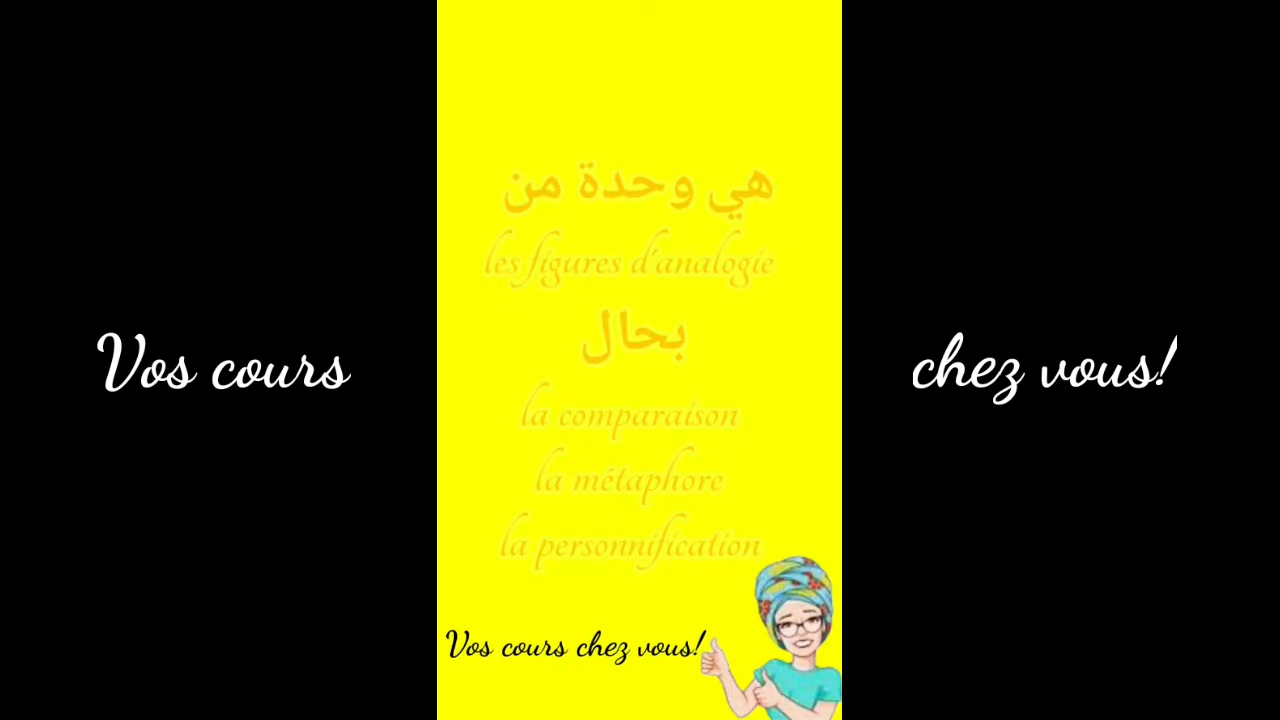 هي وحدة من
les figures d'analogie
بحال
la comparaison
la métaphore
la personnification
Vos cours chez vous!
Vos cours
chez vous!